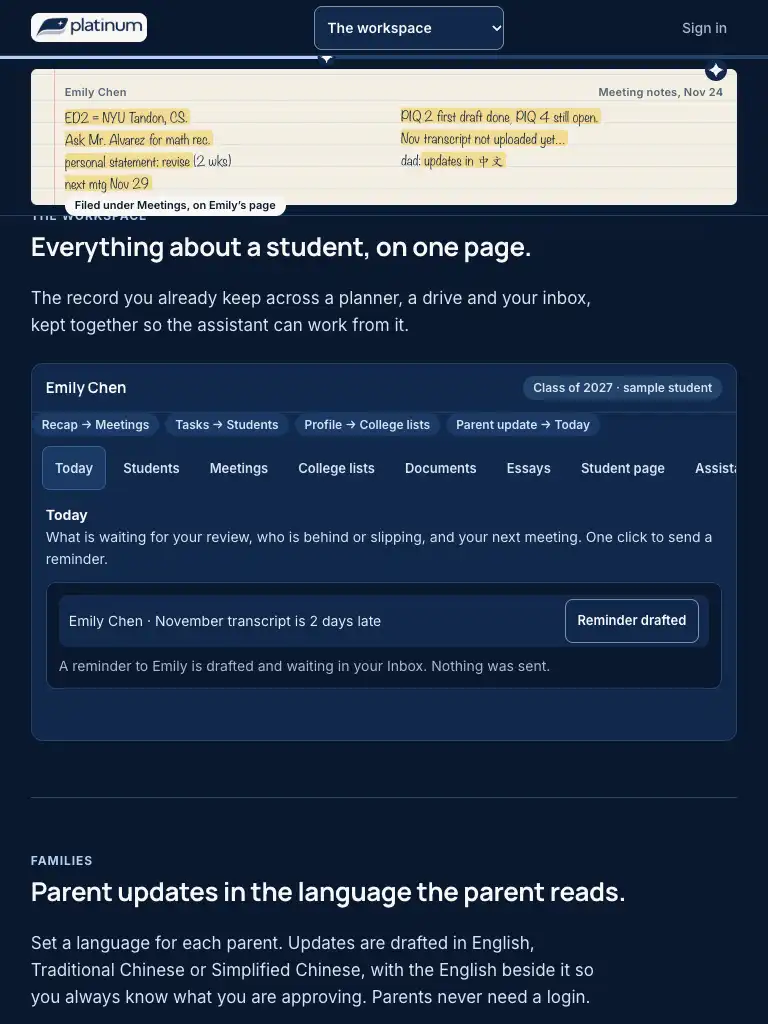 platinum
The workspace
Sign in
Emily Chen
Meeting notes, Nov 24
ED2 = NYU Tandon, CS.
Ask Mr. Alvarez for math rec.
personal statement: revise (2 wks)
next mtg Nov 29
PIQ 2 first draft done, PIQ 4 still open.
Nov transcript not uploaded yet...
dad: updates in 中文
Filed under Meetings, on Emily's page
THE WORKSPACE
Everything about a student, on one page.
The record you already keep across a planner, a drive and your inbox,
kept together so the assistant can work from it.
Emily Chen
Class of 2027 · sample student
Recap → Meetings
Tasks → Students
Profile → College lists
Parent update → Today
Today
Students
Meetings
College lists
Documents
Essays
Student page
Today
What is waiting for your review, who is behind or slipping, and your next meeting. One click to send a
reminder.
Emily Chen · November transcript is 2 days late
Reminder drafted
A reminder to Emily is drafted and waiting in your Inbox. Nothing was sent.
FAMILIES
Parent updates in the language the parent reads.
Set a language for each parent. Updates are drafted in English,
Traditional Chinese or Simplified Chinese, with the English beside it so
you always know what you are approving. Parents never need a login.